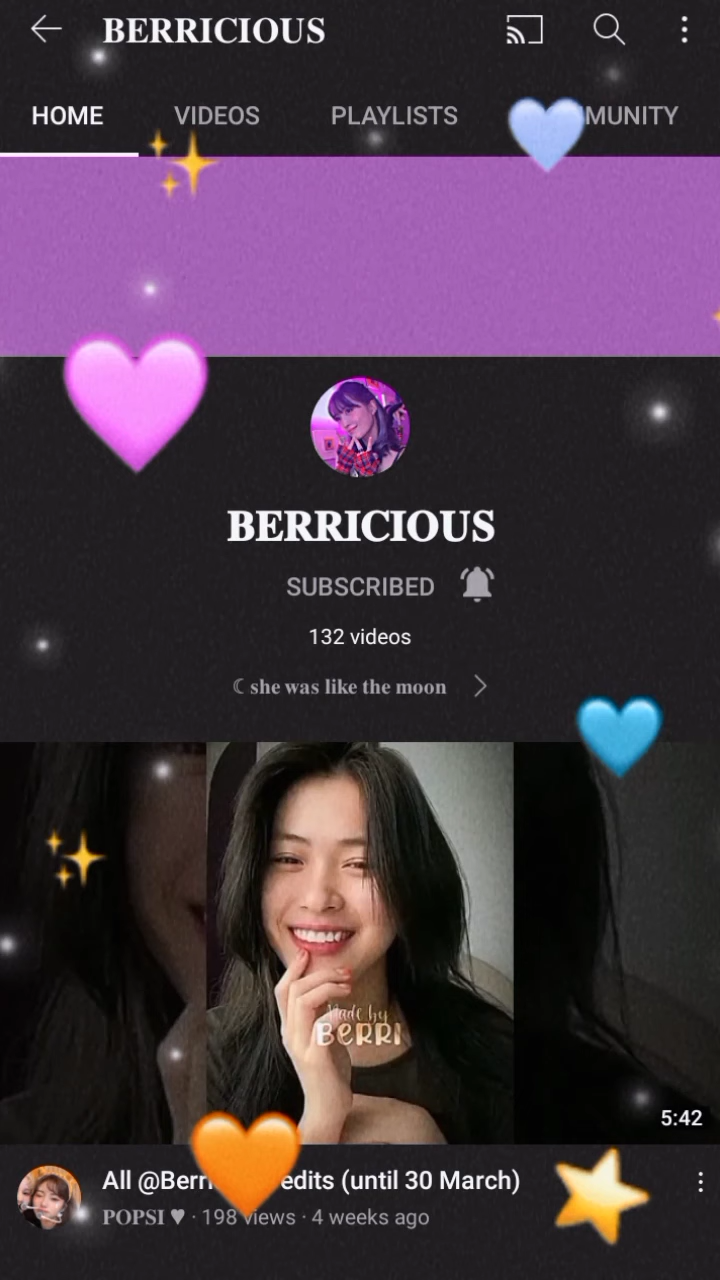 BERRICIOUS
HOME VIDEOS PLAYLISTS MUNITY
BERRICIOUS
SUBSCRIBED
132 videos
☾ she was like the moon
Made by
BERRI
5:42
All @Berr edits (until 30 March)
POPSI ♥ · 198 views · 4 weeks ago